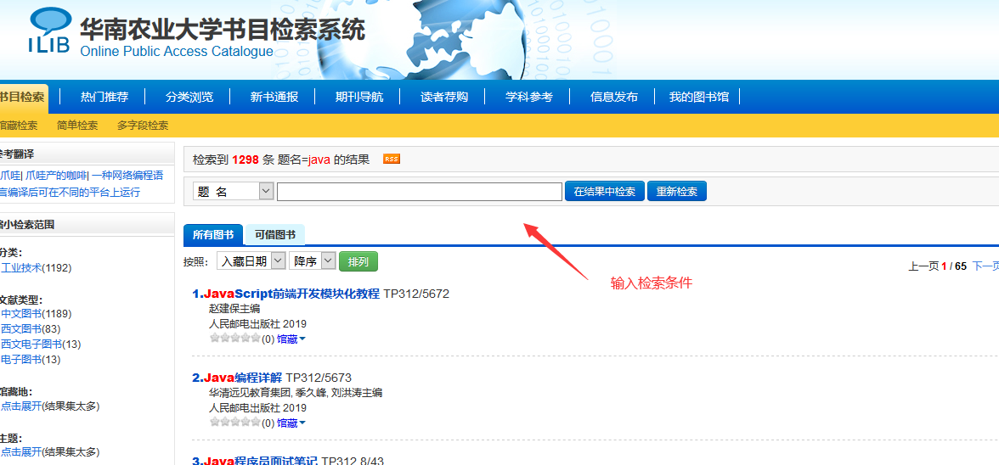 iLIB
华南农业大学书目检索系统
Online Public Access Catalogue
书目检索 热门推荐 分类浏览 新书通报 期刊导航 读者荐购 学科参考 信息发布 我的图书馆
馆藏检索 简单检索 多字段检索
参考翻译
爪哇| 爪哇产的咖啡| 一种网络编程语
言编译后可在不同的平台上运行
缩小检索范围
分类:
工业技术(1192)
文献类型:
中文图书(1189)
西文图书(83)
西文电子图书(13)
电子图书(13)
馆藏地:
点击展开(结果集太多)
主题:
点击展开(结果集太多)
检索到 1298 条 题名=java 的结果 RSS
题 名 在结果中检索 重新检索
所有图书 可借图书
按照: 入藏日期 降序 排列
上一页 1 / 65 下一页
输入检索条件
1.JavaScript前端开发模块化教程 TP312/5672
赵建保主编
人民邮电出版社 2019
(0) 馆藏
2.Java编程详解 TP312/5673
华清远见教育集团, 季久峰, 刘洪涛主编
人民邮电出版社 2019
(0) 馆藏
3.Java程序员面试笔记 TP312.8/43